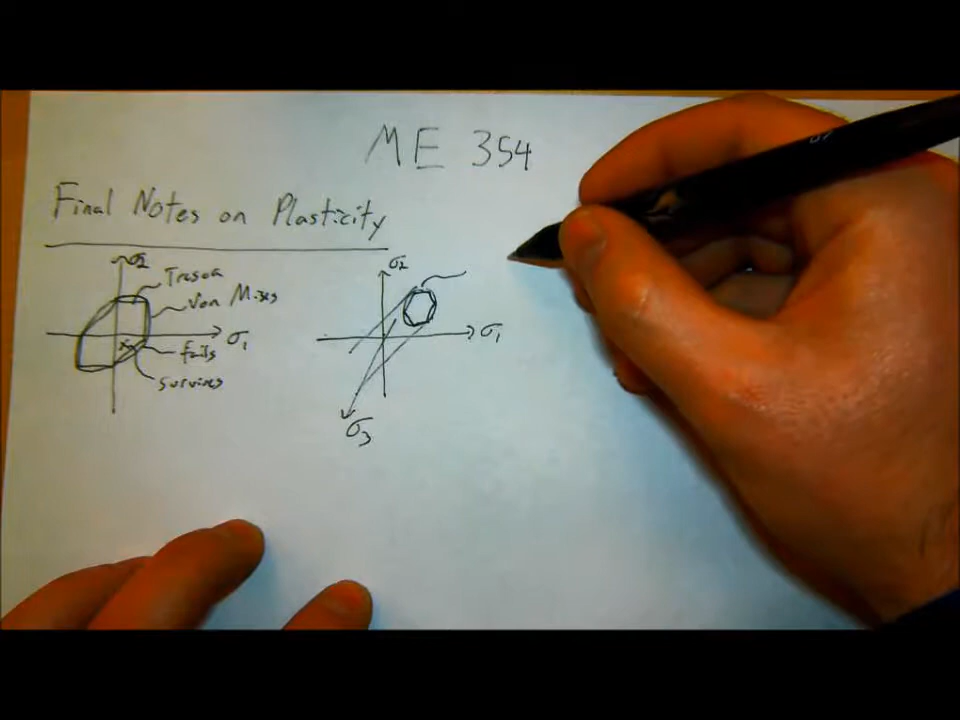 ME 354
Final Notes on Plasticity
σ2
Tresca
Von Mises
σ1
fails
survives
σ2
σ1
σ3